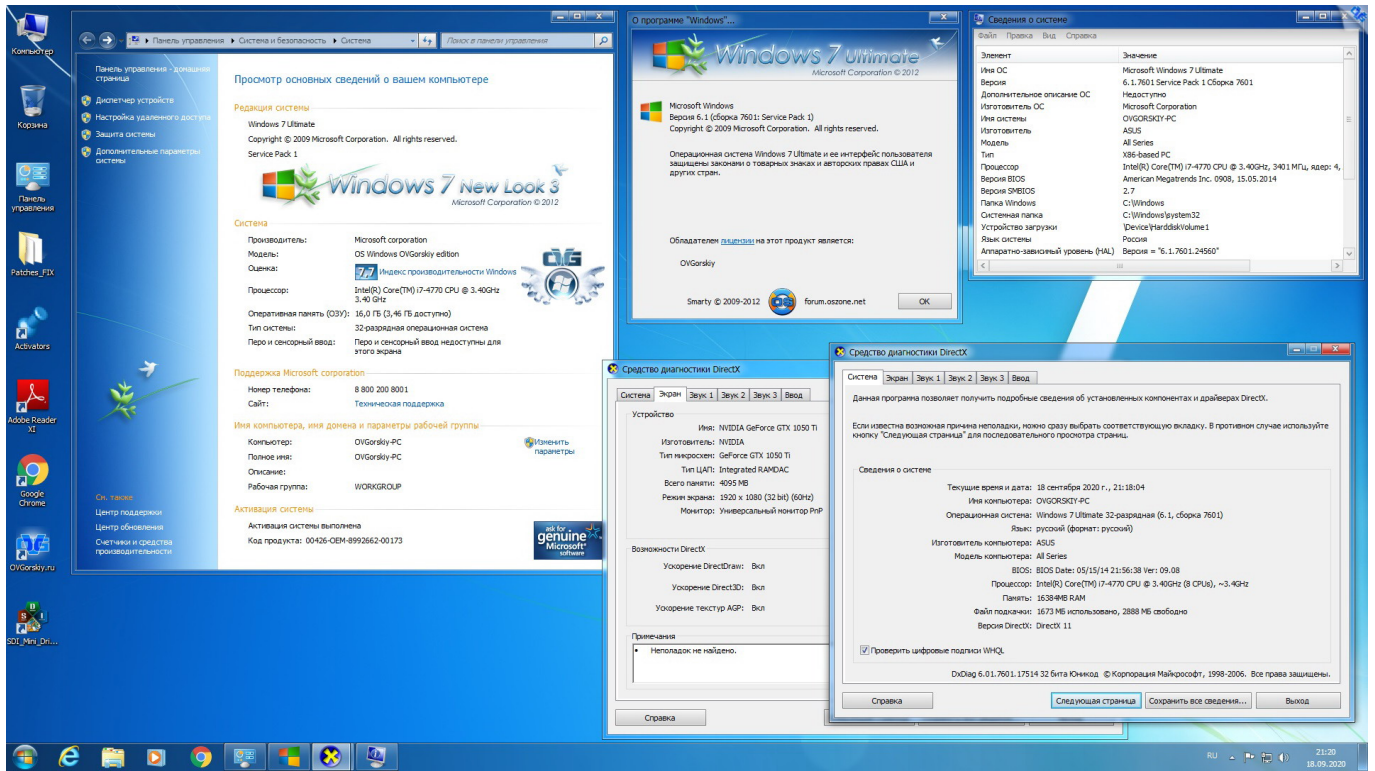 Компьютер
Корзина
Панель
управления
Patches_FIX
Activators
Adobe Reader
XI
Google
Chrome
OVGorskiy.ru
SDI_Mini_Dri...
Панель управления
Система и безопасность
Система
Поиск в панели управления
Панель управления - домашняя
страница
Диспетчер устройств
Настройка удаленного доступа
Защита системы
Дополнительные параметры
системы
См. также
Центр поддержки
Центр обновления
Счетчики и средства
производительности
Просмотр основных сведений о вашем компьютере
Редакция системы
Windows 7 Ultimate
Copyright © 2009 Microsoft Corporation. All rights reserved.
Service Pack 1
Windows 7 New Look 3
Microsoft Corporation © 2012
Система
Производитель: Microsoft corporation
Модель: OS Windows OVGorskiy edition
Оценка: 7,7 Индекс производительности Windows
Процессор: Intel(R) Core(TM) i7-4770 CPU @ 3.40GHz
3.40 GHz
Оперативная память (ОЗУ): 16,0 ГБ (3,46 ГБ доступно)
Тип системы: 32-разрядная операционная система
Перо и сенсорный ввод: Перо и сенсорный ввод недоступны для
этого экрана
OVG
Поддержка Microsoft corporation
Номер телефона: 8 800 200 8001
Сайт: Техническая поддержка
Имя компьютера, имя домена и параметры рабочей группы
Компьютер: OVGorskiy-PC
Изменить
параметры
Полное имя: OVGorskiy-PC
Описание:
Рабочая группа: WORKGROUP
Активация системы
Активация системы выполнена
Код продукта: 00426-OEM-8992662-00173
ask for
genuine
Microsoft
software
О программе "Windows"...
Windows 7 Ultimate
Microsoft Corporation © 2012
Microsoft Windows
Версия 6.1 (сборка 7601: Service Pack 1)
Copyright © 2009 Microsoft Corporation. All rights reserved.
Операционная система Windows 7 Ultimate и ее интерфейс пользователя
защищены законами о товарных знаках и авторских правах США и
других стран.
Обладателем лицензии на этот продукт является:
OVGorskiy
Smarty © 2009-2012 forum.oszone.net
OK
Сведения о системе
Файл Правка Вид Справка
Элемент Значение
Имя ОС Microsoft Windows 7 Ultimate
Версия 6.1.7601 Service Pack 1 Сборка 7601
Дополнительное описание ОС Недоступно
Изготовитель ОС Microsoft Corporation
Имя системы OVGORSKIY-PC
Изготовитель ASUS
Модель All Series
Тип X86-based PC
Процессор Intel(R) Core(TM) i7-4770 CPU @ 3.40GHz, 3401 МГц, ядер: 4,
Версия BIOS American Megatrends Inc. 0908, 15.05.2014
Версия SMBIOS 2.7
Папка Windows C:\Windows
Системная папка C:\Windows\system32
Устройство загрузки \Device\HarddiskVolume1
Язык системы Россия
Аппаратно-зависимый уровень (HAL) Версия = "6.1.7601.24560"
Средство диагностики DirectX
Система Экран Звук 1 Звук 2 Звук 3 Ввод
Устройство
Имя: NVIDIA GeForce GTX 1050 Ti
Изготовитель: NVIDIA
Тип микросхем: GeForce GTX 1050 Ti
Тип ЦАП: Integrated RAMDAC
Всего памяти: 4095 MB
Режим экрана: 1920 x 1080 (32 bit) (60Hz)
Монитор: Универсальный монитор PnP
Возможности DirectX
Ускорение DirectDraw: Вкл
Ускорение Direct3D: Вкл
Ускорение текстур AGP: Вкл
Примечания
• Неполадок не найдено.
Справка
Средство диагностики DirectX
Система Экран Звук 1 Звук 2 Звук 3 Ввод
Данная программа позволяет получить подробные сведения об установленных компонентах и драйверах DirectX.
Если известна возможная причина неполадки, можно сразу выбрать соответствующую вкладку. В противном случае используйте
кнопку "Следующая страница" для последовательного просмотра страниц.
Сведения о системе
Текущие время и дата: 18 сентября 2020 г., 21:18:04
Имя компьютера: OVGORSKIY-PC
Операционная система: Windows 7 Ultimate 32-разрядная (6.1, сборка 7601)
Язык: русский (формат: русский)
Изготовитель компьютера: ASUS
Модель компьютера: All Series
BIOS: BIOS Date: 05/15/14 21:56:38 Ver: 09.08
Процессор: Intel(R) Core(TM) i7-4770 CPU @ 3.40GHz (8 CPUs), ~3.4GHz
Память: 16384MB RAM
Файл подкачки: 1673 МБ использовано, 2888 МБ свободно
Версия DirectX: DirectX 11
Проверить цифровые подписи WHQL
DxDiag 6.01.7601.17514 32 бита Юникод © Корпорация Майкрософт, 1998-2006. Все права защищены.
Справка
Следующая страница
Сохранить все сведения...
Выход
RU
21:20
18.09.2020